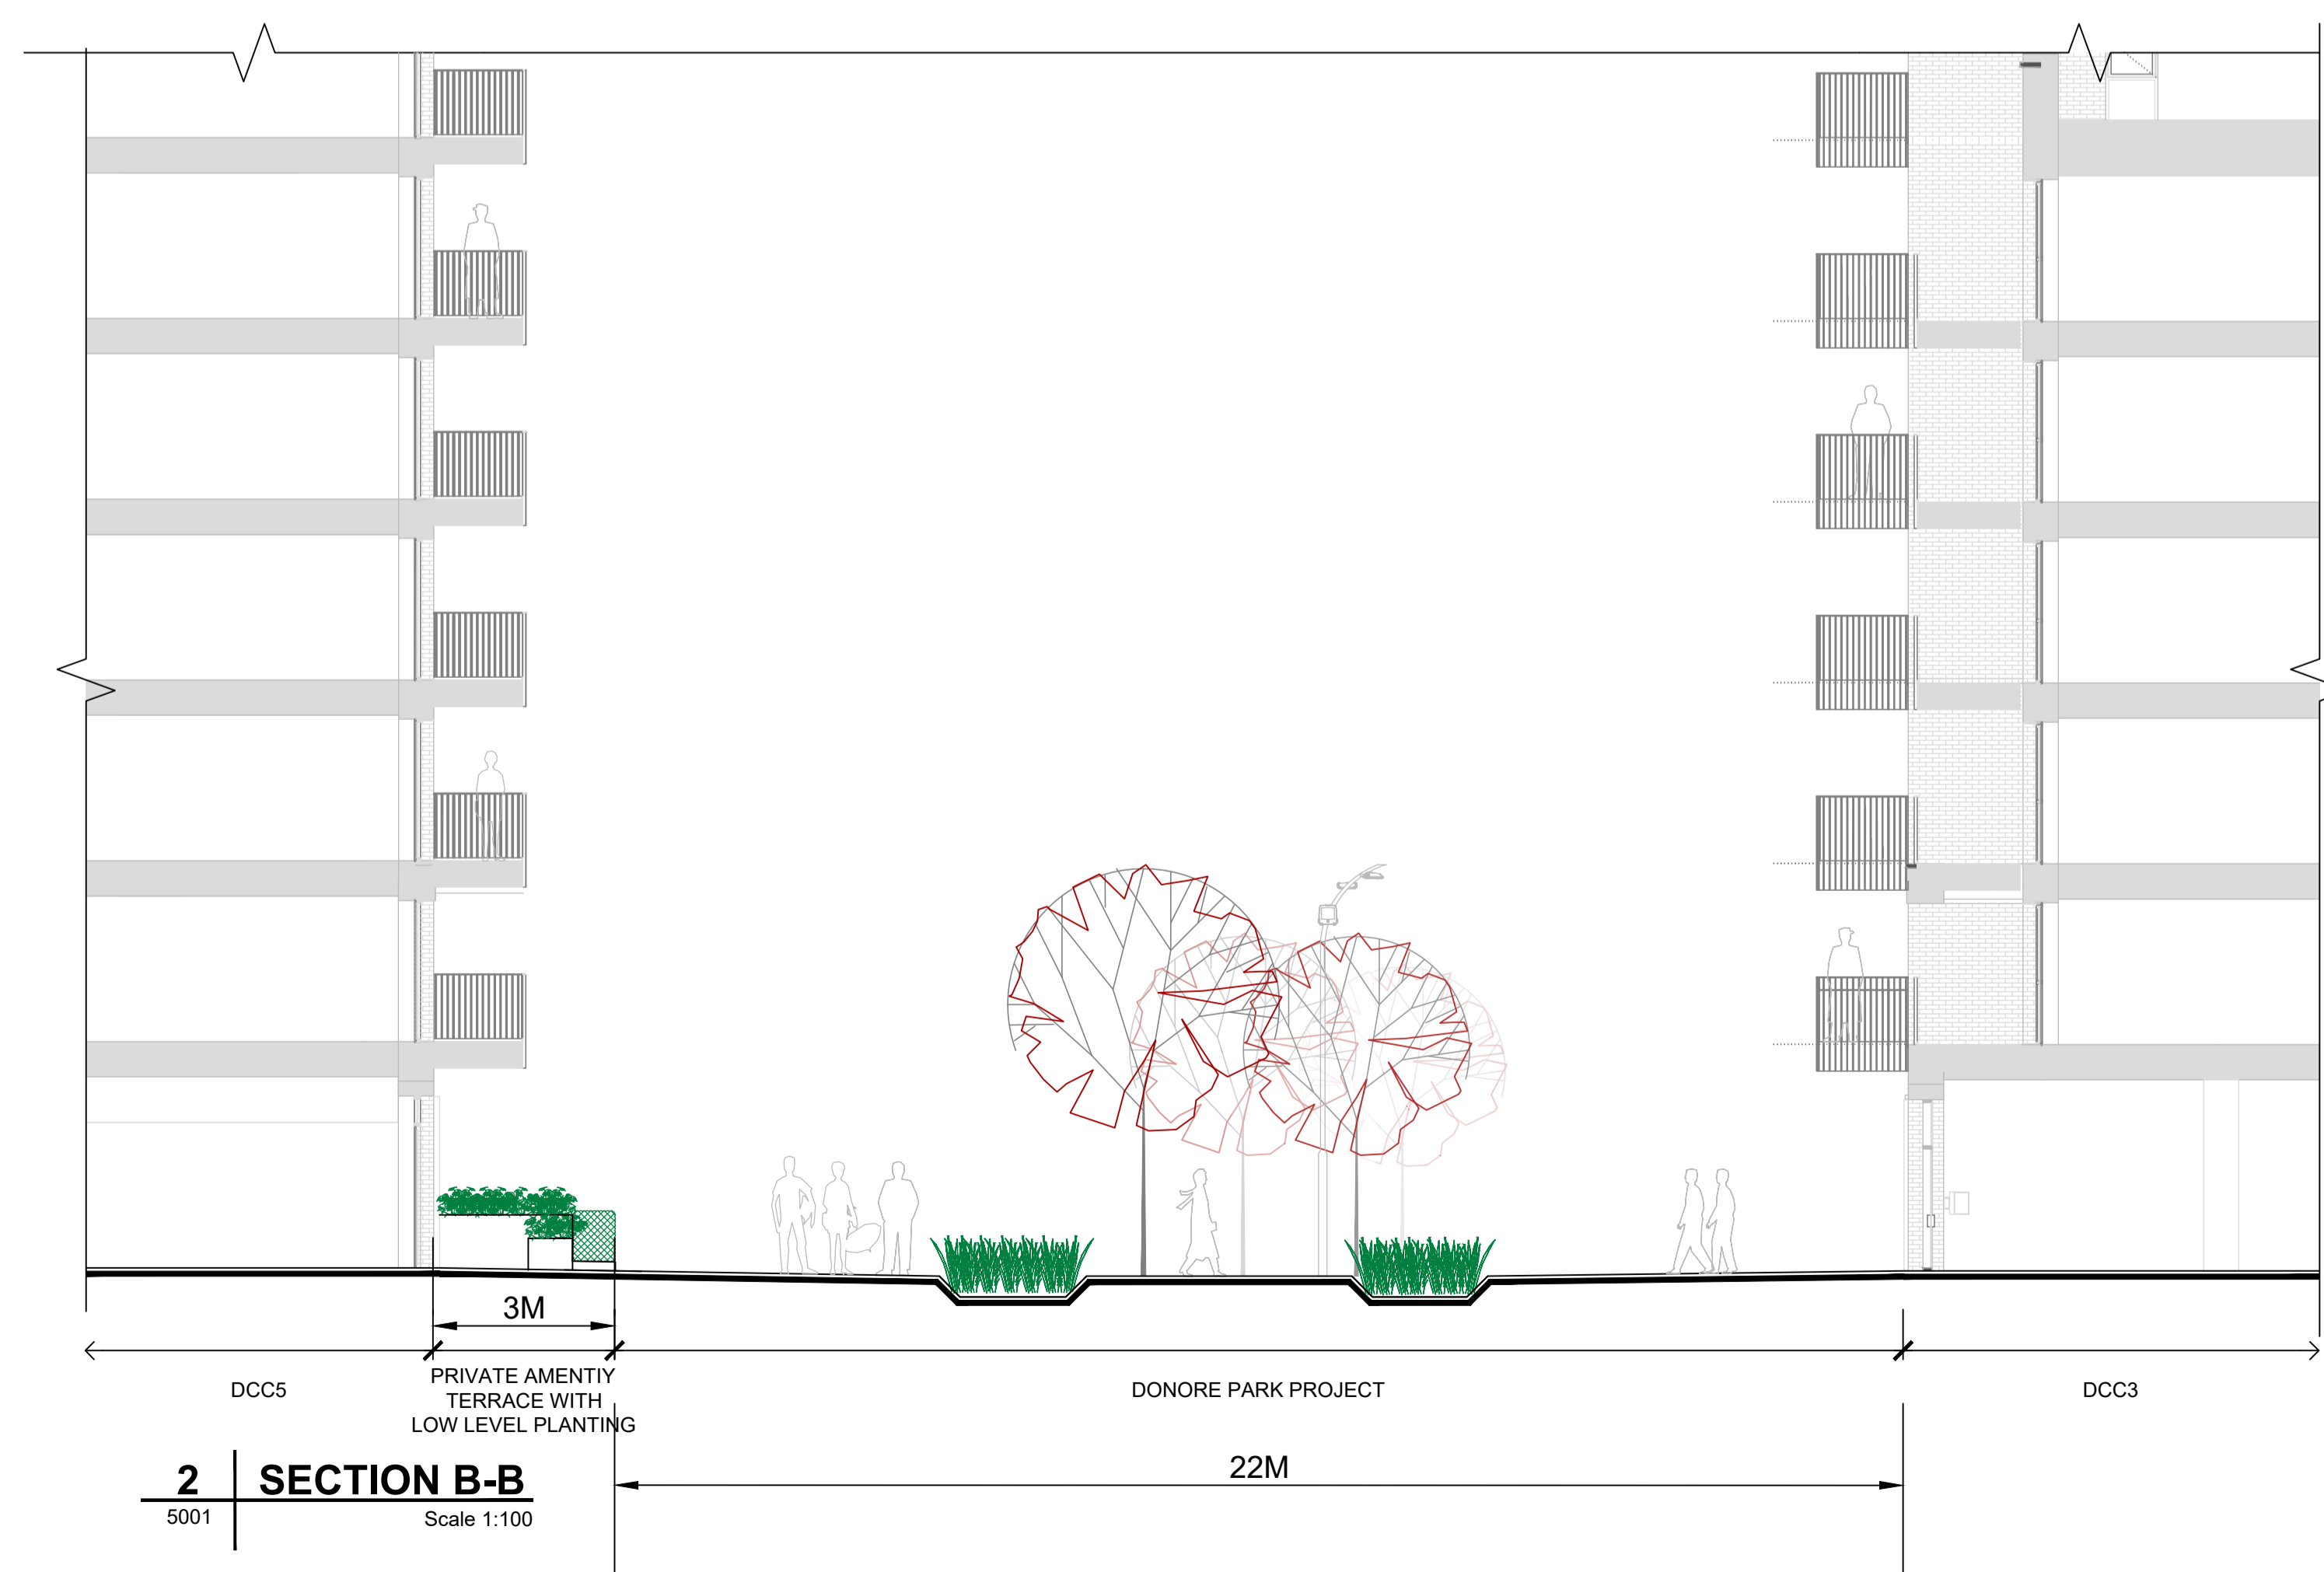 3M
DCC5
PRIVATE AMENTIY
TERRACE WITH
LOW LEVEL PLANTING
DONORE PARK PROJECT
DCC3
22M
2
SECTION B-B
5001
Scale 1:100